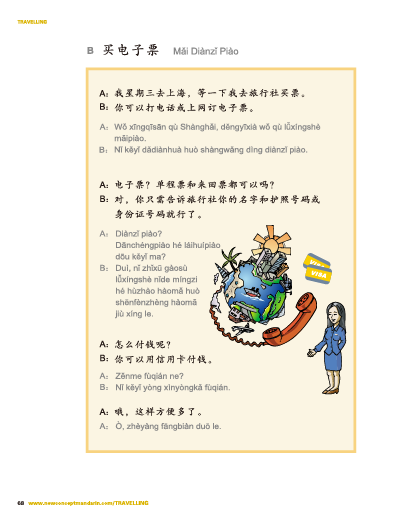 TRAVELLING
B 买电子票 Mǎi Diànzǐ Piào
A: 我星期三去上海，等一下我去旅行社买票。
B: 你可以打电话或上网订电子票。
A: Wǒ xīngqīsān qù Shànghǎi, děngyīxià wǒ qù lǚxíngshè
mǎipiào.
B: Nǐ kěyǐ dǎdiànhuà huò shàngwǎng dìng diànzǐ piào.
A: 电子票？单程票和来回票都可以吗？
B: 对，你只需告诉旅行社你的名字和护照号码或
身份证号码就行了。
A: Diànzǐ piào?
Dānchéngpiào hé láihuípiào
dōu kěyǐ ma?
B: Duì, nǐ zhǐxū gàosù
lǚxíngshè nǐde míngzi
hé hùzhào hàomǎ huò
shēnfènzhèng hàomǎ
jiù xíng le.
VISA
A: 怎么付钱呢？
B: 你可以用信用卡付钱。
A: Zěnme fùqián ne?
B: Nǐ kěyǐ yòng xìnyòngkǎ fùqián.
A: 哦，这样方便多了。
A: Ò, zhèyàng fāngbiàn duō le.
68 www.newconceptmandarin.com/TRAVELLING